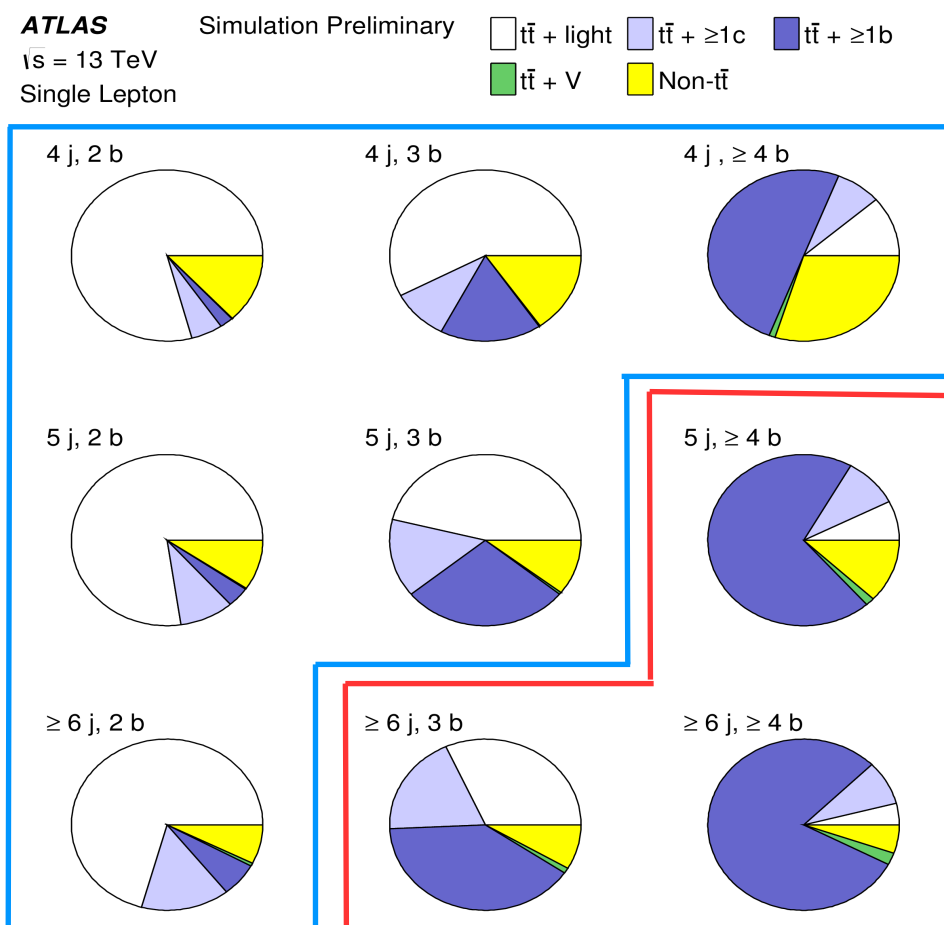 ATLAS Simulation Preliminary
√s = 13 TeV
Single Lepton
tt̄ + light tt̄ + ≥1c tt̄ + ≥1b
tt̄ + V Non-tt̄
4 j, 2 b 4 j, 3 b 4 j , ≥ 4 b
5 j, 2 b 5 j, 3 b 5 j, ≥ 4 b
≥ 6 j, 2 b ≥ 6 j, 3 b ≥ 6 j, ≥ 4 b